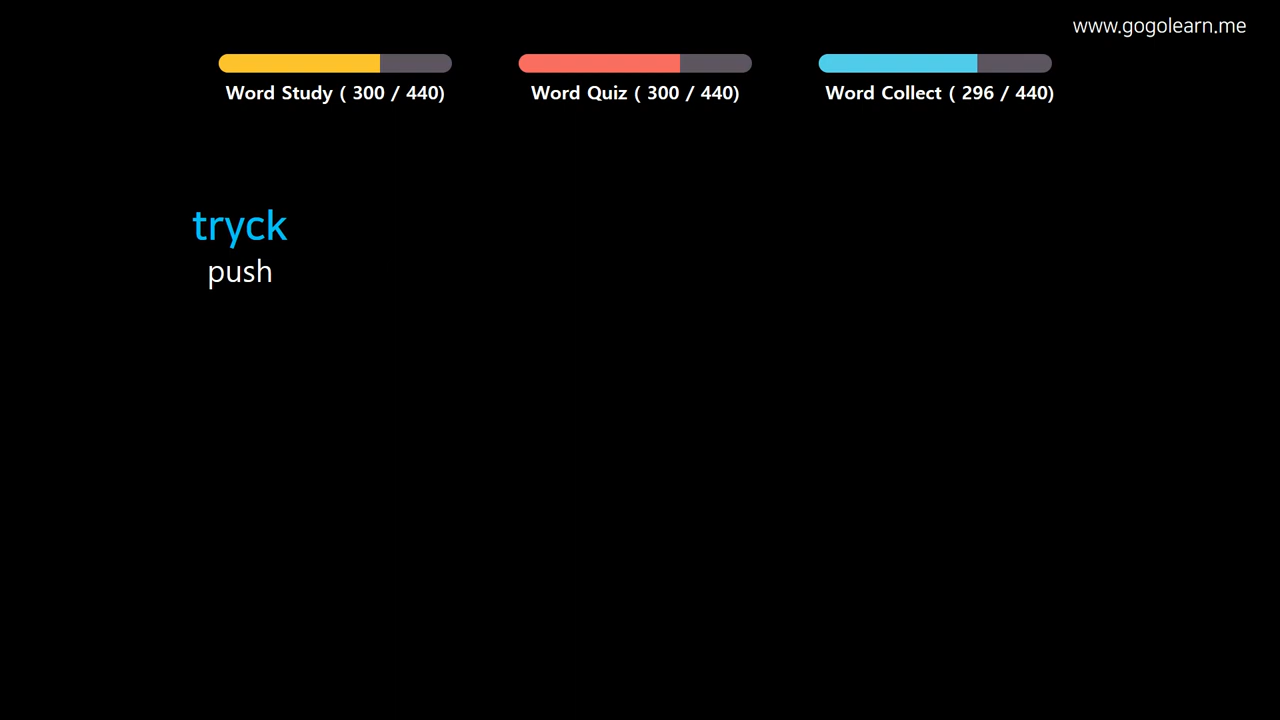 www.gogolearn.me
Word Study ( 300 / 440)
Word Quiz ( 300 / 440)
Word Collect ( 296 / 440)
tryck
push